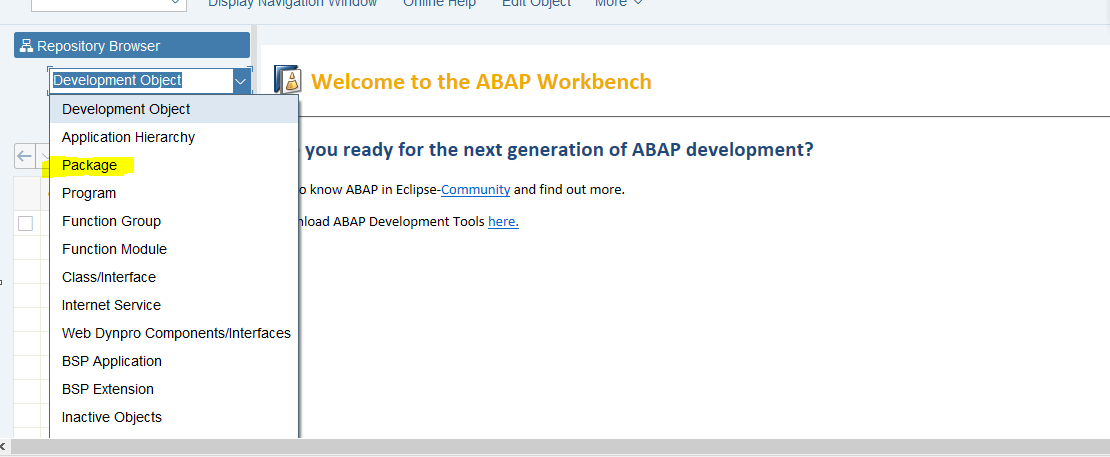 Display Navigation Window Online Help Edit Object More
Repository Browser
Development Object
Welcome to the ABAP Workbench
Development Object
Application Hierarchy
you ready for the next generation of ABAP development?
Package
Program
know ABAP in Eclipse-Community and find out more.
Function Group
ABAP Development Tools here.
Function Module
Class/Interface
Internet Service
Web Dynpro Components/Interfaces
BSP Application
BSP Extension
Inactive Objects